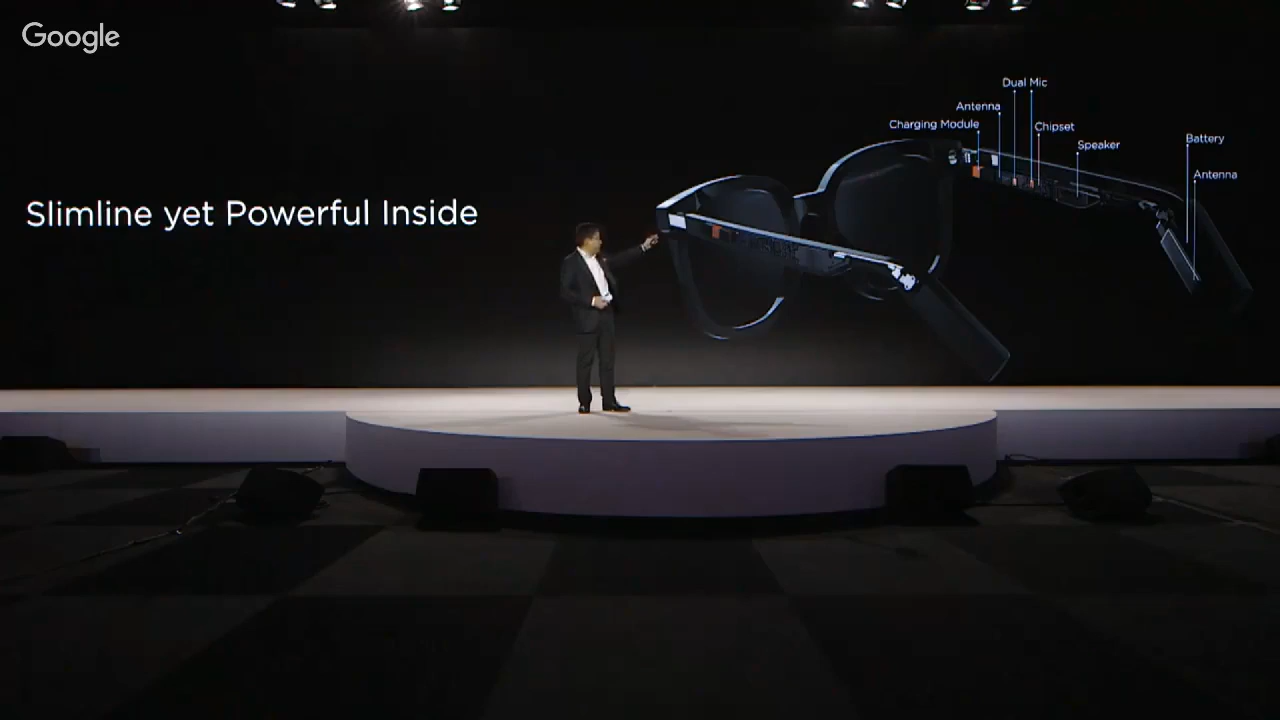 Google
Dual Mic
Antenna
Charging Module
Chipset
Speaker
Battery
Antenna
Slimline yet Powerful Inside